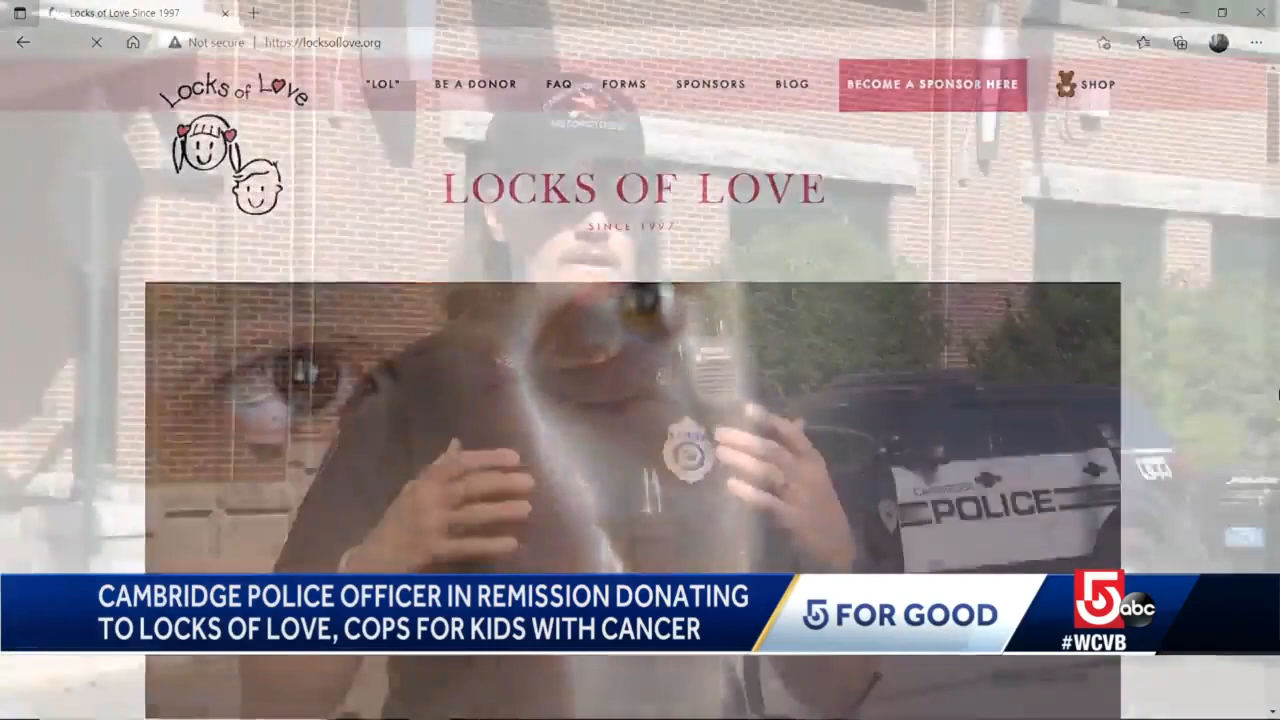 Locks of Love Since 1997
Not secure
https://locksoflove.org
Locks of Love
"LOL"
BE A DONOR
FAQ
FORMS
SPONSORS
BLOG
BECOME A SPONSOR HERE
SHOP
LOCKS OF LOVE
SINCE 1997
POLICE
CAMBRIDGE POLICE OFFICER IN REMISSION DONATING
TO LOCKS OF LOVE, COPS FOR KIDS WITH CANCER
5 FOR GOOD
5 abc
#WCVB